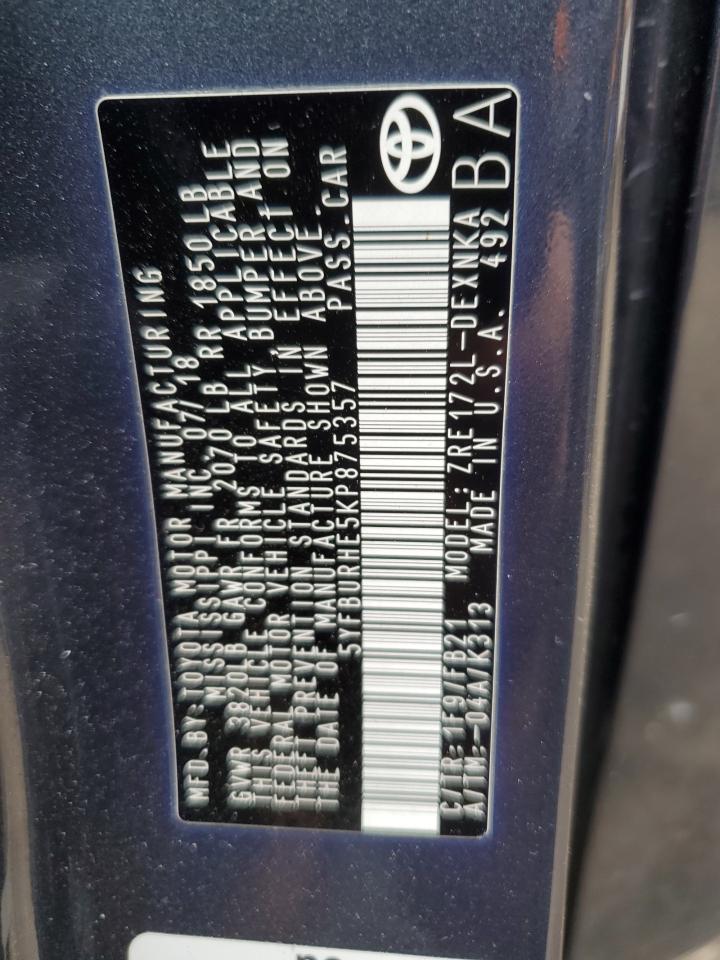 MFD.BY:TOYOTA MOTOR MANUFACTURING
MISSISSIPPI INC. 07/18
GVWR 3820LB GAWR FR 2070 LB RR 1850 LB
THIS VEHICLE CONFORMS TO ALL APPLICABLE
FEDERAL MOTOR VEHICLE SAFETY, BUMPER AND
THEFT PREVENTION STANDARDS IN EFFECT ON
THE DATE OF MANUFACTURE SHOWN ABOVE.
5YFBURHE5KP875357 PASS.CAR
C/TR:1F9/FB21 MODEL:ZRE172L-DEXNKA
A/TM:-04A/K313 MADE IN U.S.A. 492
BA